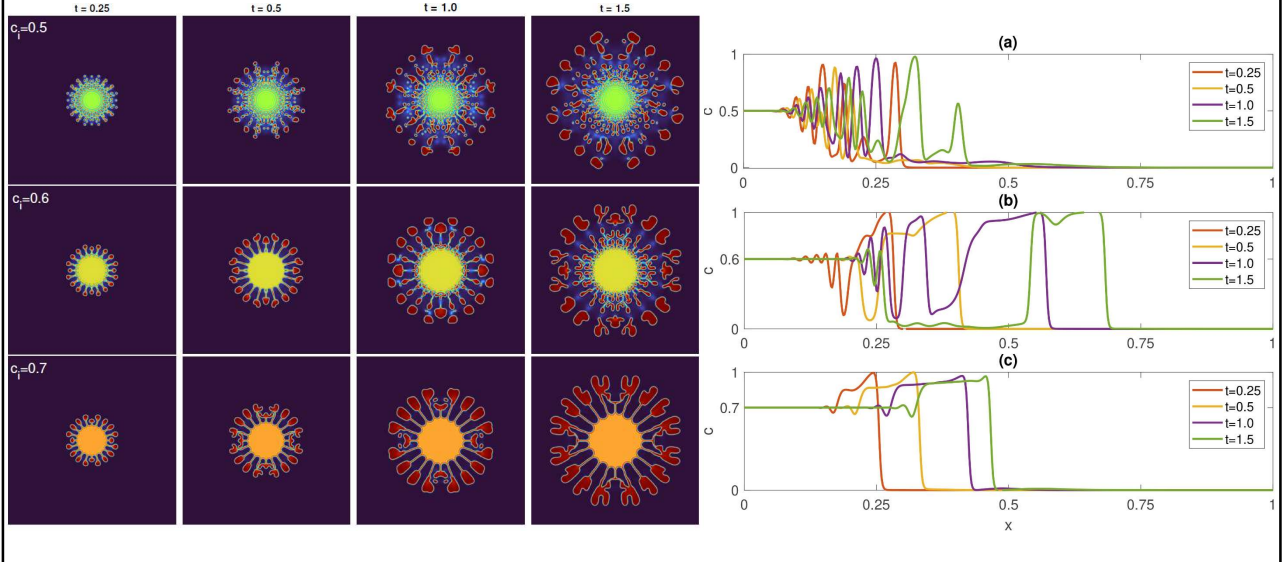 t = 0.25 t = 0.5 t = 1.0 t = 1.5
c_i=0.5
c_i=0.6
c_i=0.7
(a)
1
0.5
0
c
t=0.25
t=0.5
t=1.0
t=1.5
0 0.25 0.5 0.75 1
(b)
1
0.6
0
c
t=0.25
t=0.5
t=1.0
t=1.5
0 0.25 0.5 0.75 1
(c)
1
0.7
0
c
t=0.25
t=0.5
t=1.0
t=1.5
0 0.25 0.5 0.75 1
x